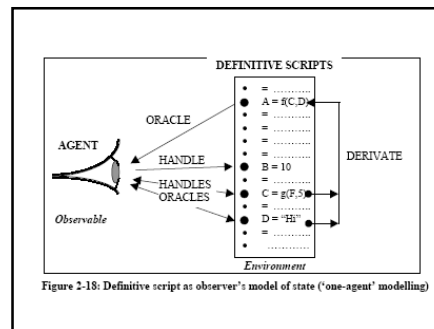 DEFINITIVE SCRIPTS
= ...........
A = f(C,D)
ORACLE
= ...........
= ...........
AGENT
= ...........
DERIVATE
HANDLE
B = 10
= ...........
HANDLES
C = g(F,5)
ORACLES
= ...........
Observable
D = "Hi"
= ...........
...........
Environment
Figure 2-18: Definitive script as observer's model of state ('one-agent' modelling)